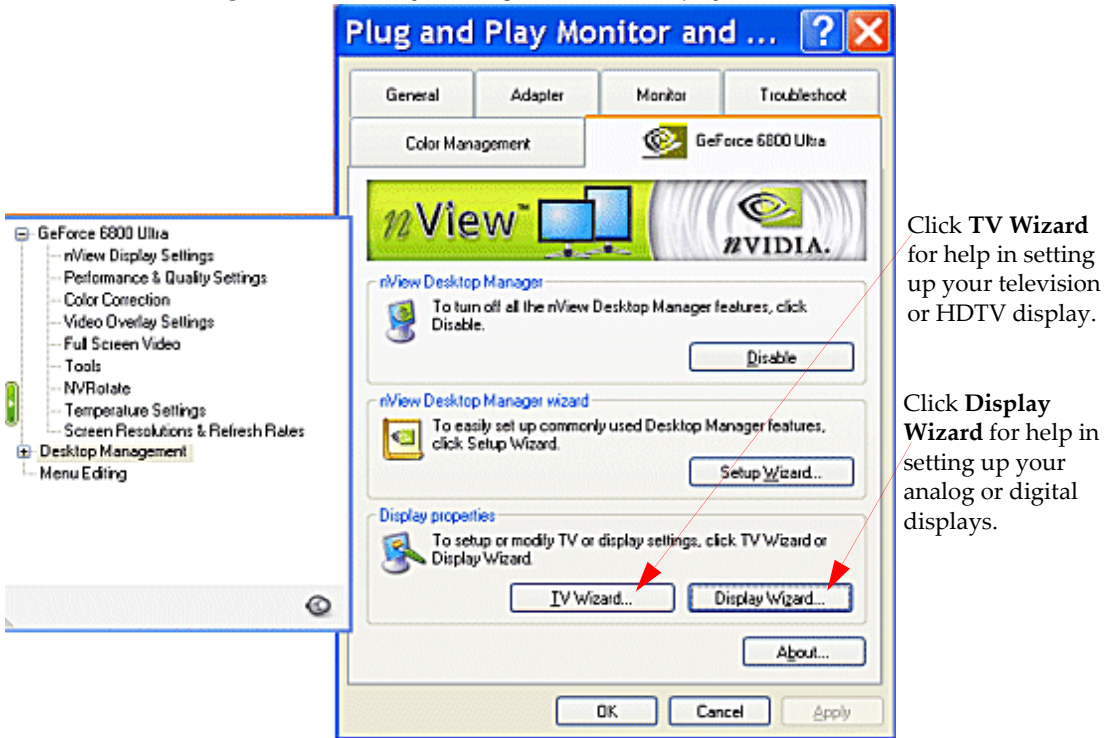 Plug and Play Monitor and ...
General
Adapter
Monitor
Troubleshoot
Color Management
GeForce 6800 Ultra
nView™
nVIDIA.
GeForce 6800 Ultra
nView Display Settings
Performance & Quality Settings
Color Correction
Video Overlay Settings
Full Screen Video
Tools
NVRotate
Temperature Settings
Screen Resolutions & Refresh Rates
Desktop Management
Menu Editing
nView Desktop Manager
To turn off all the nView Desktop Manager features, click
Disable.
Disable
nView Desktop Manager wizard
To easily set up commonly used Desktop Manager features,
click Setup Wizard.
Setup Wizard...
Display properties
To setup or modify TV or display settings, click TV Wizard or
Display Wizard.
TV Wizard...
Display Wizard...
About...
OK
Cancel
Apply
Click TV Wizard
for help in setting
up your television
or HDTV display.
Click Display
Wizard for help in
setting up your
analog or digital
displays.